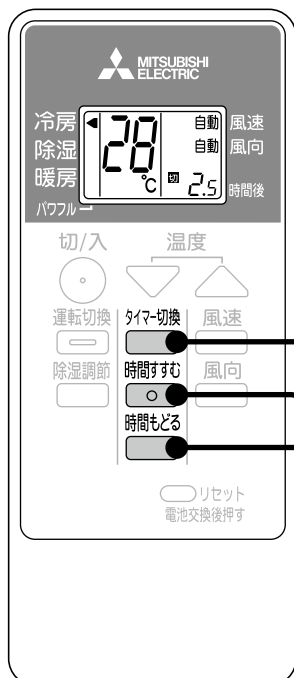 MITSUBISHI
ELECTRIC
冷房
除湿
暖房
パワフル
28
℃
自動 風速
自動 風向
切 2.5 時間後
切/入
温度
運転切換
タイマー切換
風速
除湿調節
時間すすむ
風向
時間もどる
リセット
電池交換後押す